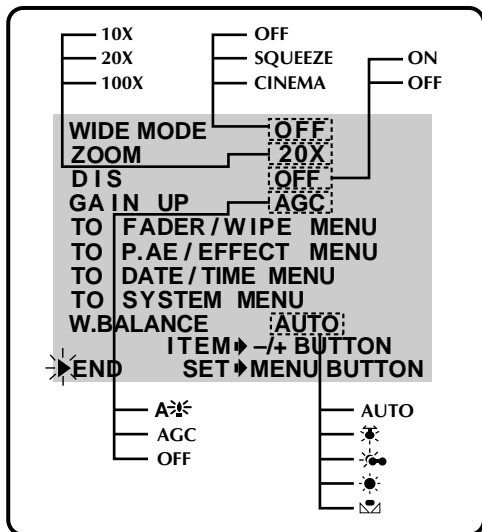 10X OFF
20X SQUEEZE ON
100X CINEMA OFF
WIDE MODE OFF
ZOOM 20X
DIS OFF
GAIN UP AGC
TO FADER/WIPE MENU
TO P.AE/EFFECT MENU
TO DATE/TIME MENU
TO SYSTEM MENU
W.BALANCE AUTO
ITEM –/+ BUTTON
END SET MENU BUTTON
A AUTO
AGC
OFF